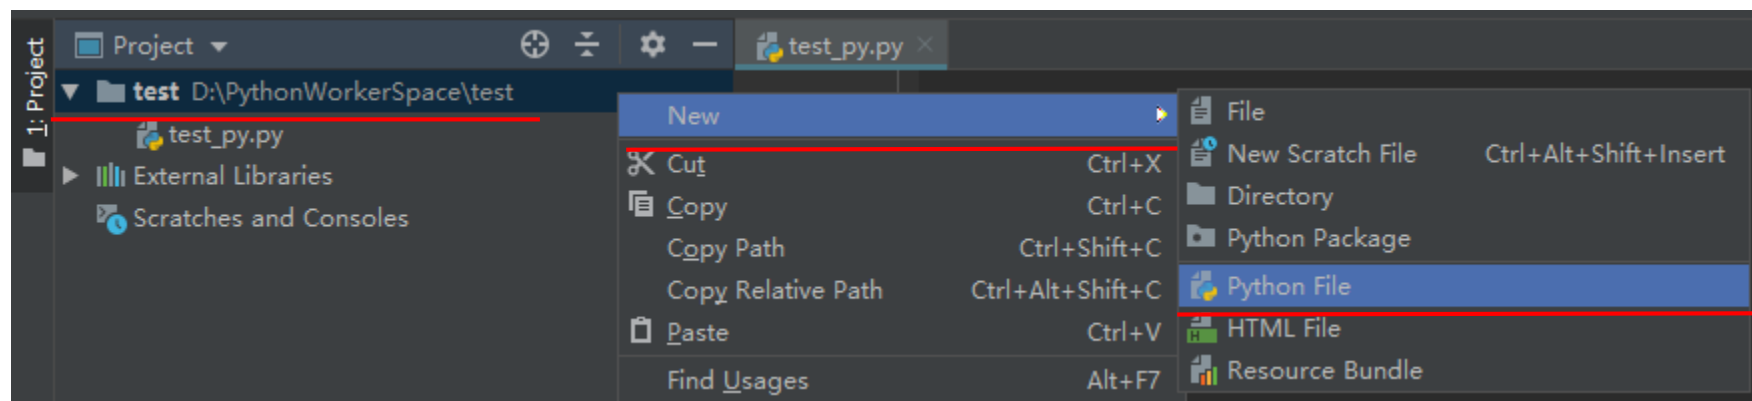 1: Project
Project
test D:\PythonWorkerSpace\test
test_py.py
External Libraries
Scratches and Consoles
test_py.py
New
Cut Ctrl+X
Copy Ctrl+C
Copy Path Ctrl+Shift+C
Copy Relative Path Ctrl+Alt+Shift+C
Paste Ctrl+V
Find Usages Alt+F7
File
New Scratch File Ctrl+Alt+Shift+Insert
Directory
Python Package
Python File
HTML File
Resource Bundle